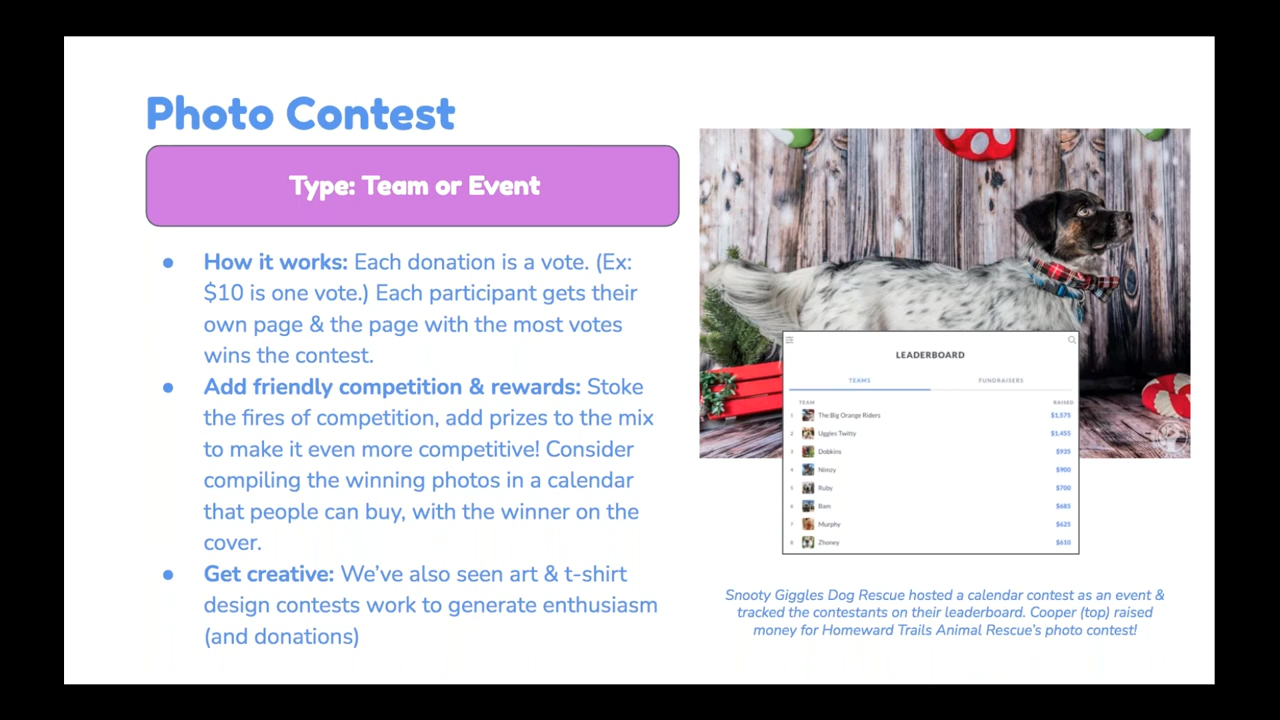 Photo Contest
Type: Team or Event
● How it works: Each donation is a vote. (Ex:
$10 is one vote.) Each participant gets their
own page & the page with the most votes
wins the contest.
● Add friendly competition & rewards: Stoke
the fires of competition, add prizes to the mix
to make it even more competitive! Consider
compiling the winning photos in a calendar
that people can buy, with the winner on the
cover.
● Get creative: We’ve also seen art & t-shirt
design contests work to generate enthusiasm
(and donations)
LEADERBOARD
TEAMS FUNDRAISERS
TEAM RAISED
1 The Big Orange Riders $1,575
2 Uggles Twitty $1,455
3 Dobkins $935
4 Nimzy $900
5 Ruby $700
6 Bam $685
7 Murphy $625
8 Zhoney $610
Snooty Giggles Dog Rescue hosted a calendar contest as an event &
tracked the contestants on their leaderboard. Cooper (top) raised
money for Homeward Trails Animal Rescue’s photo contest!